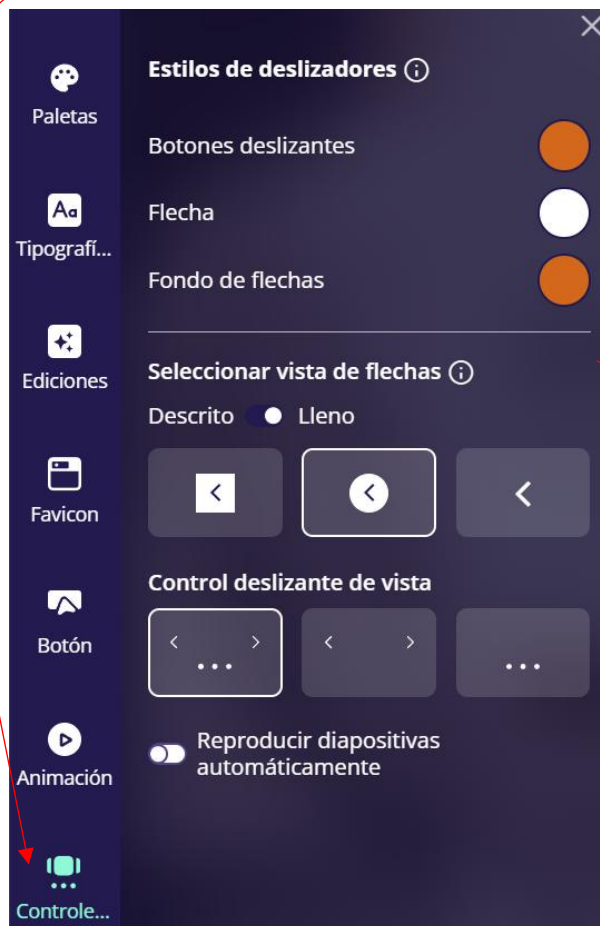 Paletas
Aa
Tipografí...
Ediciones
Favicon
Botón
Animación
Controle...
Estilos de deslizadores
Botones deslizantes
Flecha
Fondo de flechas
Seleccionar vista de flechas
Descrito Lleno
Control deslizante de vista
Reproducir diapositivas
automáticamente